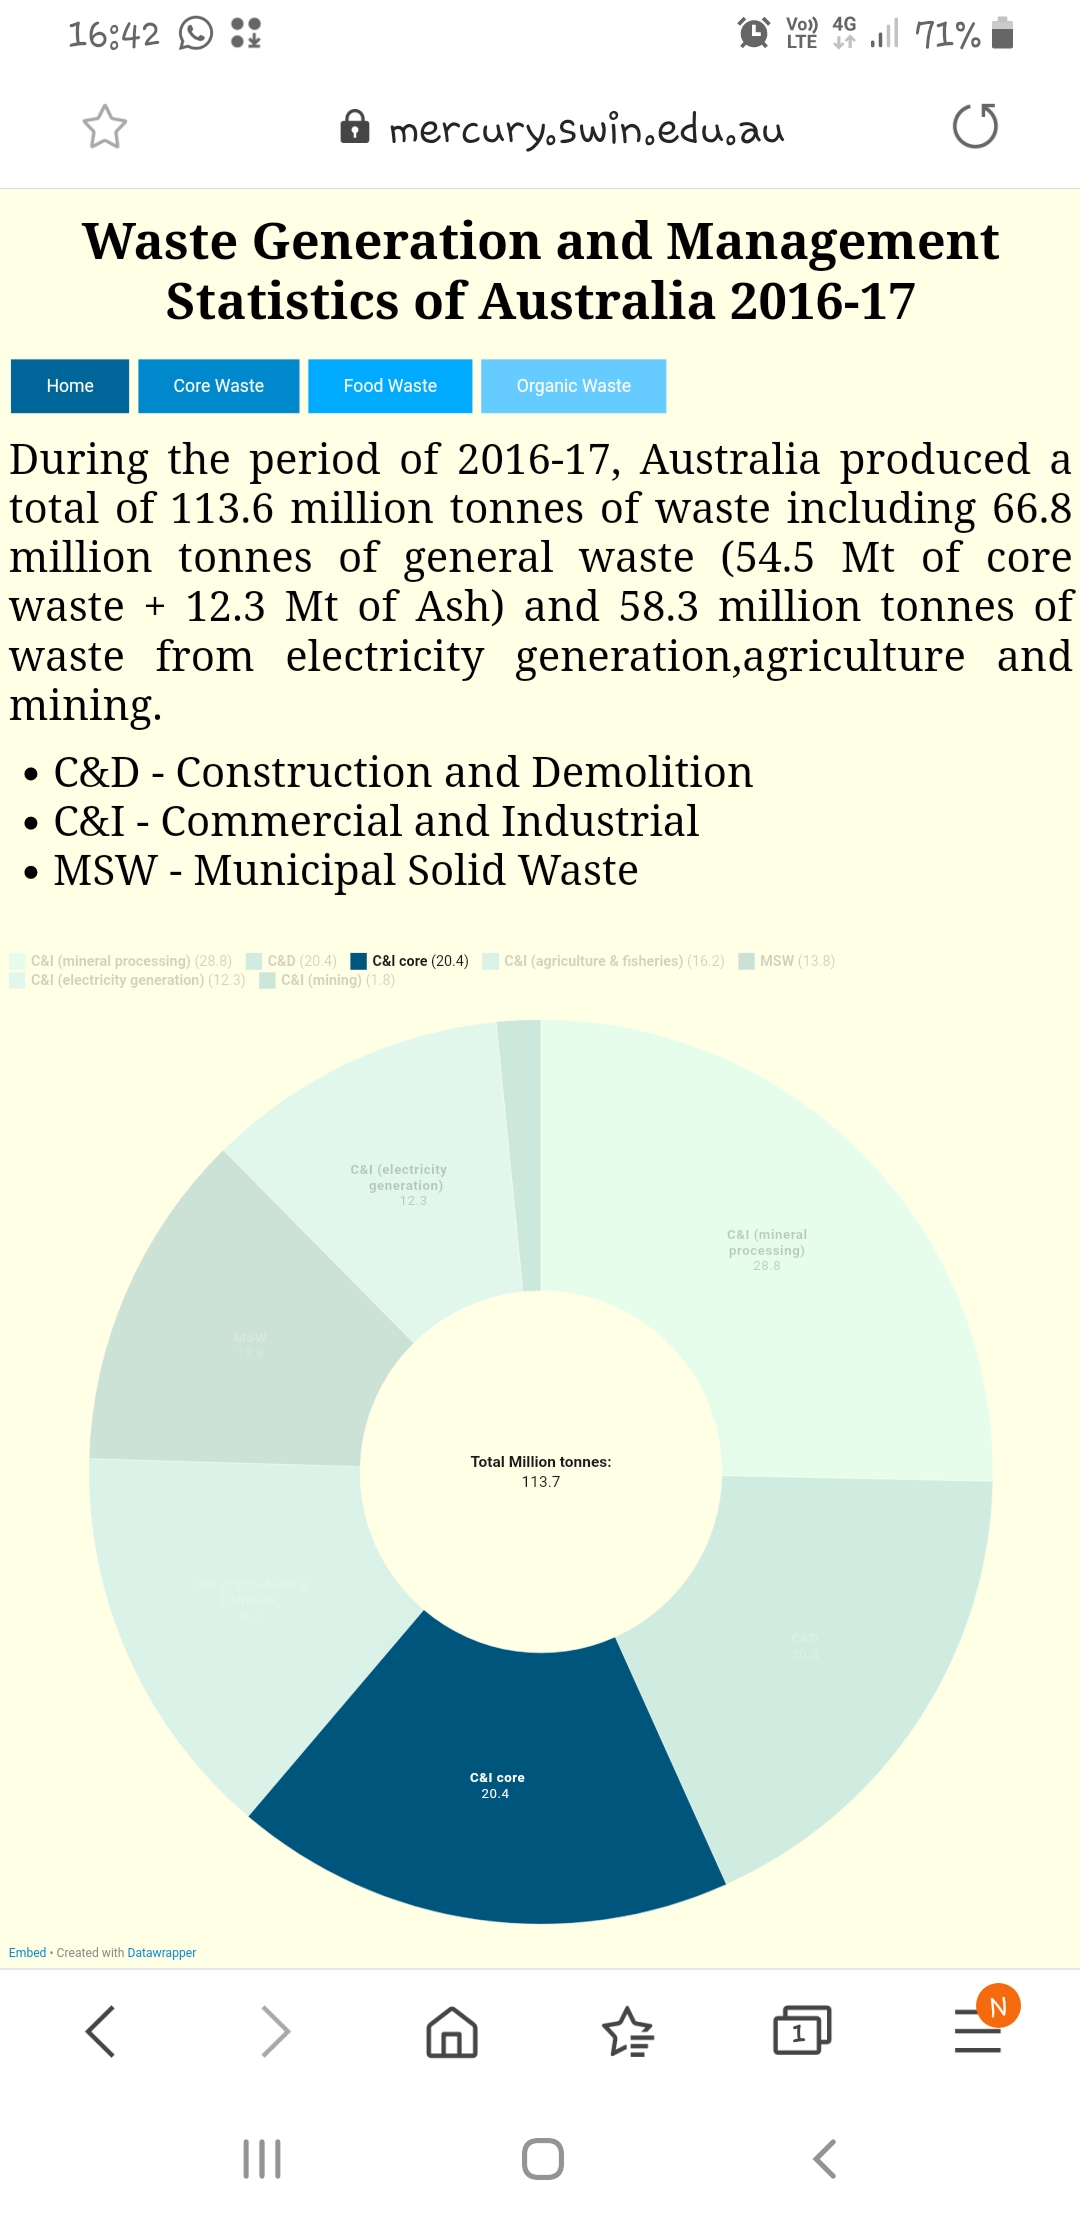 16:42
Vo)) LTE 4G 71%
mercury.swin.edu.au
Waste Generation and Management
Statistics of Australia 2016-17
Home Core Waste Food Waste Organic Waste
During the period of 2016-17, Australia produced a
total of 113.6 million tonnes of waste including 66.8
million tonnes of general waste (54.5 Mt of core
waste + 12.3 Mt of Ash) and 58.3 million tonnes of
waste from electricity generation,agriculture and
mining.
• C&D - Construction and Demolition
• C&I - Commercial and Industrial
• MSW - Municipal Solid Waste
C&I (mineral processing) (28.8) C&D (20.4) C&I core (20.4) C&I (agriculture & fisheries) (16.2) MSW (13.8)
C&I (electricity generation) (12.3) C&I (mining) (1.8)
C&I (electricity
generation)
12.3
C&I (mineral
processing)
28.8
MSW
13.8
Total Million tonnes:
113.7
C&I (agriculture &
fisheries)
16.2
C&D
20.4
C&I core
20.4
Embed • Created with Datawrapper
1
N